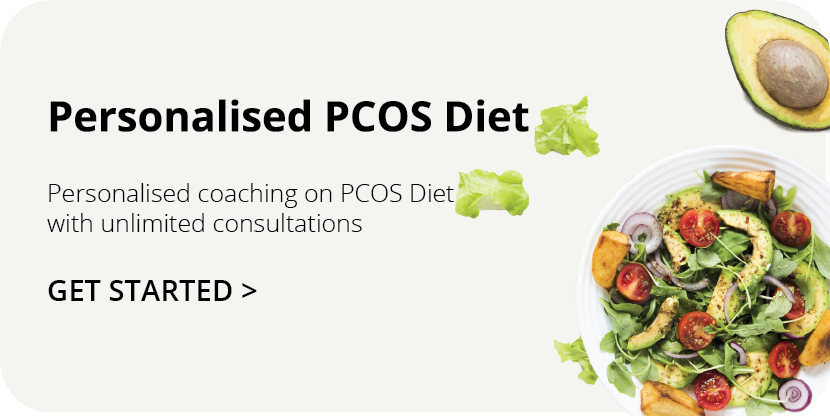 Personalised PCOS Diet
Personalised coaching on PCOS Diet
with unlimited consultations
GET STARTED >